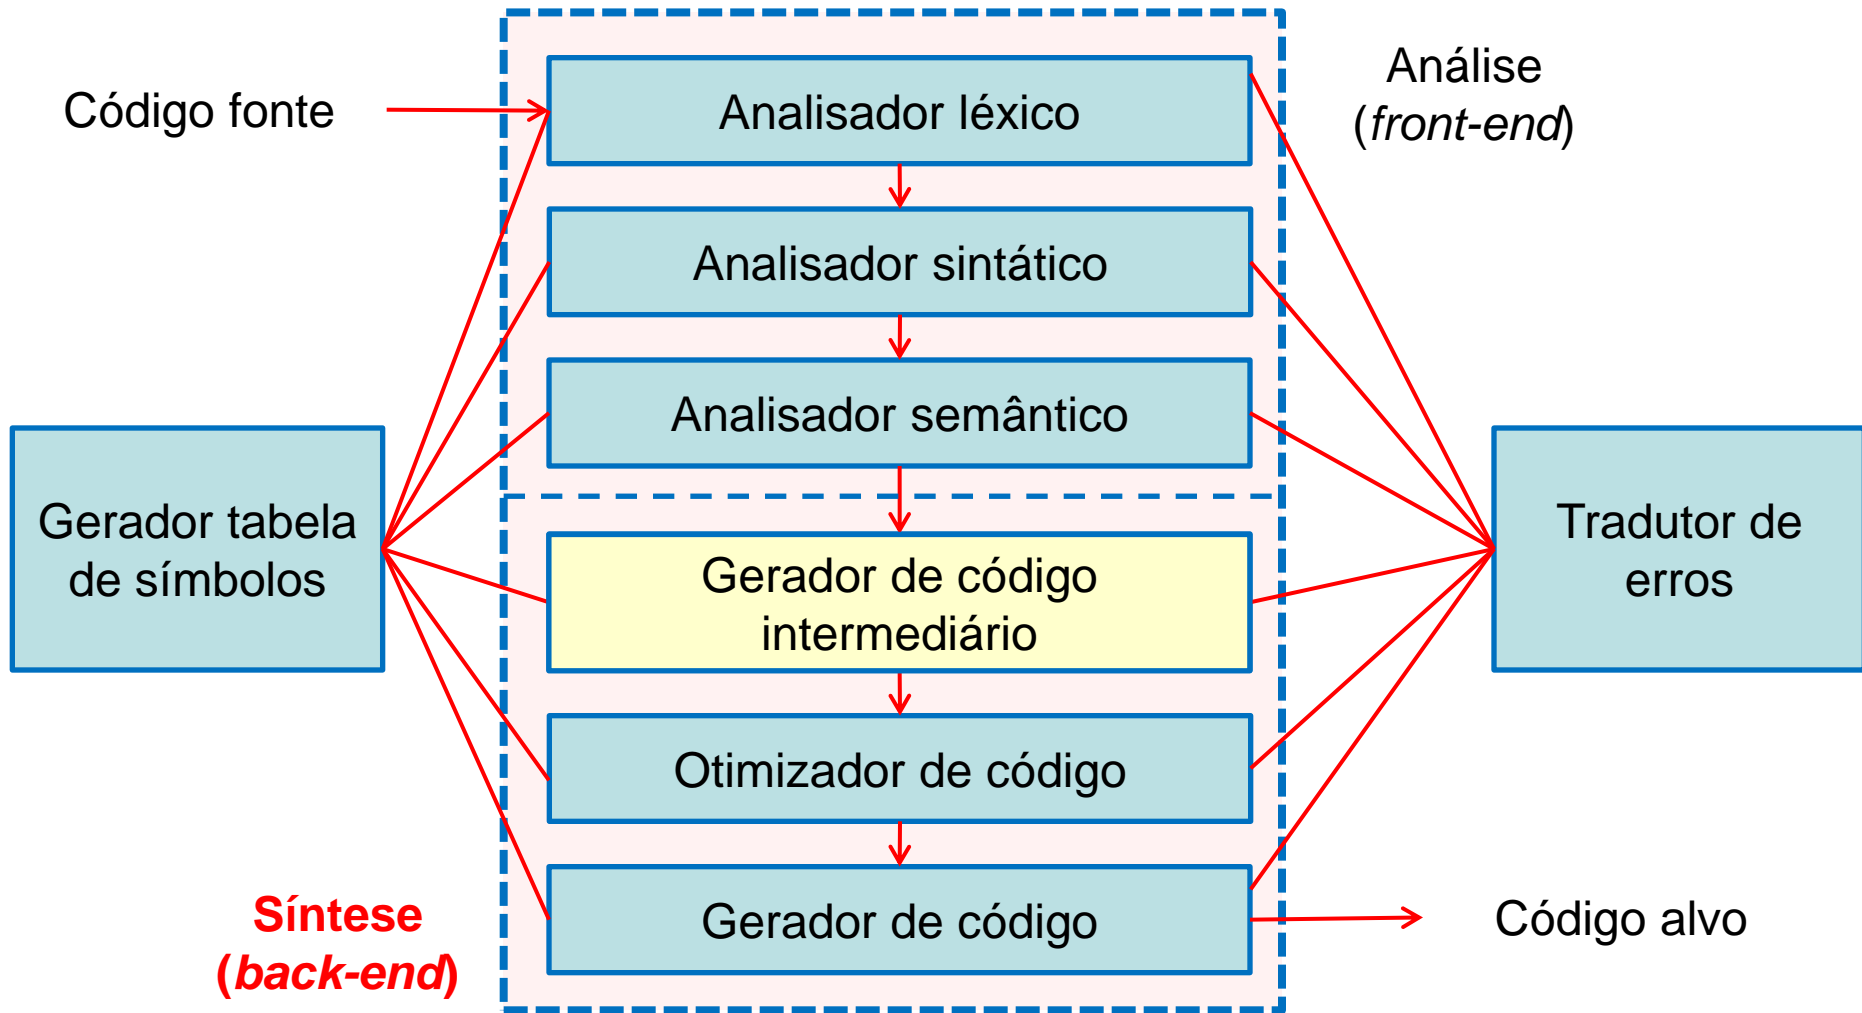 Código fonte
Analisador léxico
Análise
(front-end)
Analisador sintático
Analisador semântico
Gerador tabela
de símbolos
Gerador de código
intermediário
Tradutor de
erros
Otimizador de código
Gerador de código
Síntese
(back-end)
Código alvo